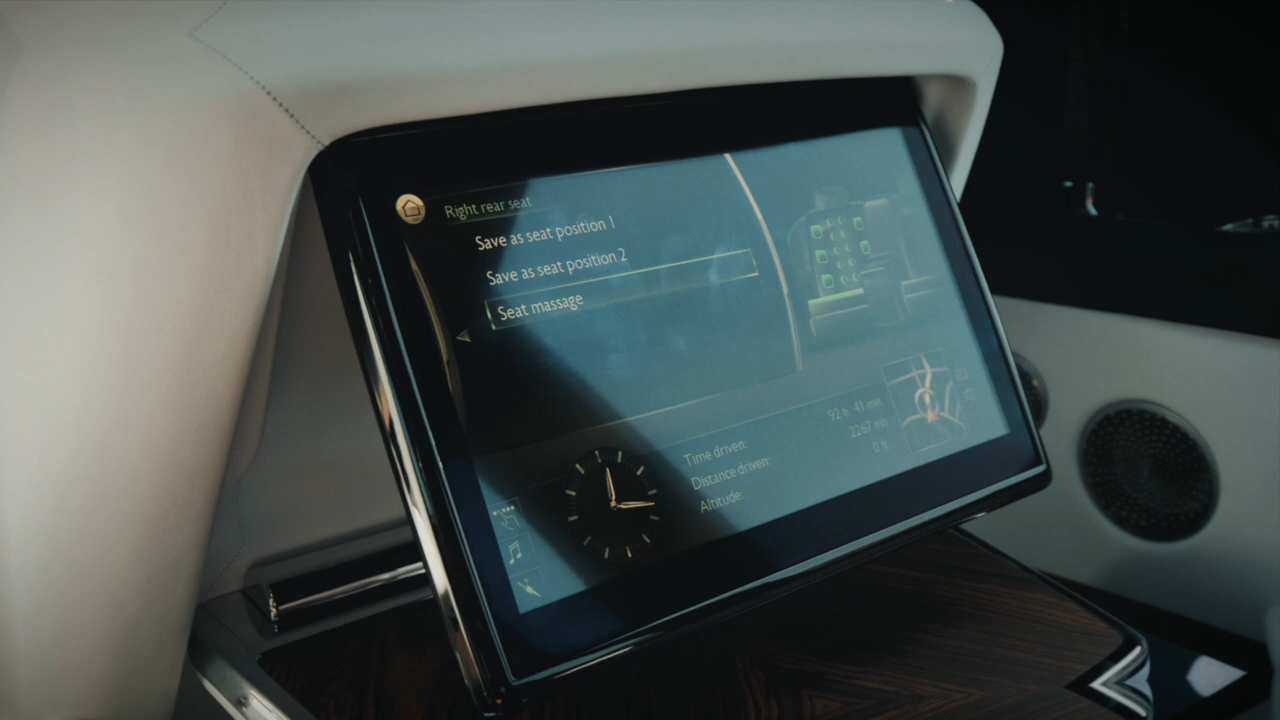 Right rear seat
Save as seat position 1
Save as seat position 2
Seat massage
Time driven: 92 h 41 min
Distance driven: 2267 mls
Altitude: 0 ft